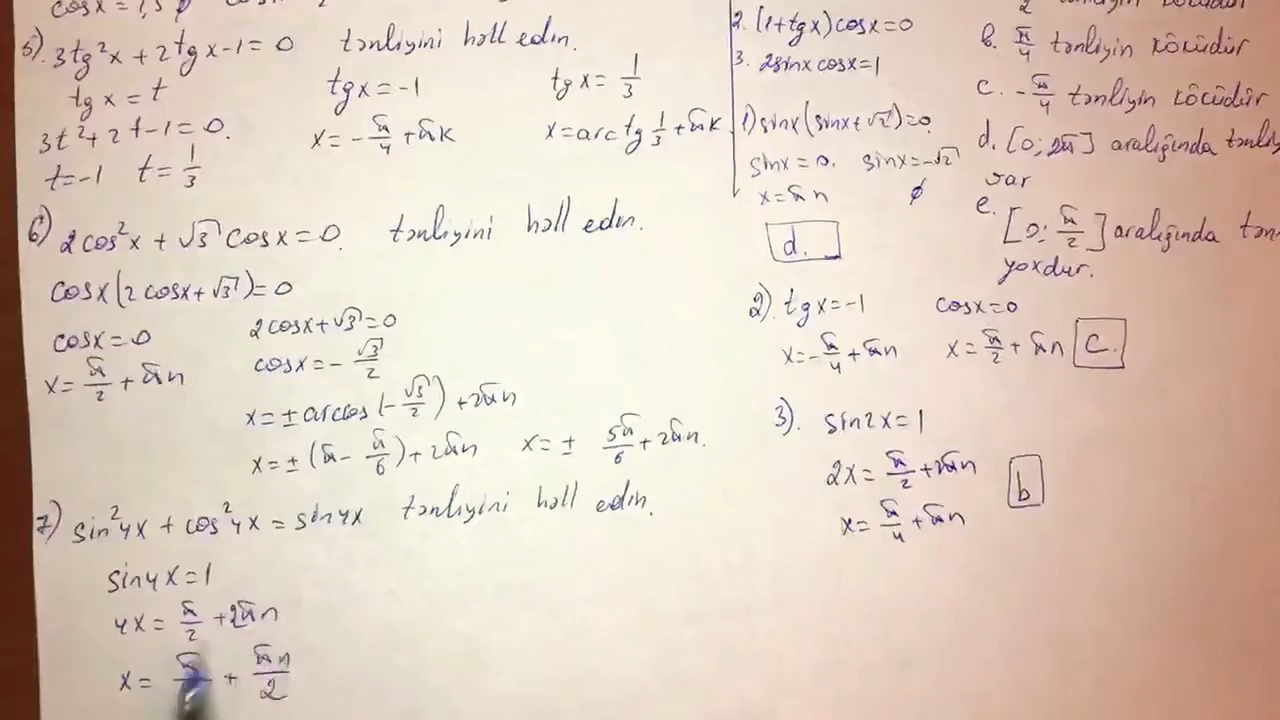 cosx = 1,5 ∅
5). 3tg²x + 2tgx - 1 = 0 tənliyini həll edin.
tgx = t
3t² + 2t - 1 = 0.
t = -1 t = 1/3
tgx = -1
x = -π/4 + πk
tgx = 1/3
x = arctg 1/3 + πk
6) 2cos²x + √3 cosx = 0. tənliyini həll edin.
cosx(2cosx + √3) = 0
cosx = 0
x = π/2 + πn
2cosx + √3 = 0
cosx = -√3/2
x = ± arccos(-√3/2) + 2πn
x = ± (π - π/6) + 2πn x = ± 5π/6 + 2πn.
7) sin²4x + cos²4x = sin4x tənliyini həll edin.
sin4x = 1
4x = π/2 + 2πn
x = π/ + πn/2
2. (1 + tgx)cosx = 0
3. 2sinxcosx = 1
1) sinx(sinx + √2) = 0.
sinx = 0. sinx = -√2
x = πn ∅
d.
b. π/4 tənliyin köküdür
c. -π/4 tənliyin köküdür
d. [0; 2π] aralığında
var
e. [0; π/2] aralığında
yoxdur.
2). tgx = -1 cosx = 0
x = -π/4 + πn x = π/2 + πn c.
3). sin2x = 1
2x = π/2 + 2πn
x = π/4 + πn
b